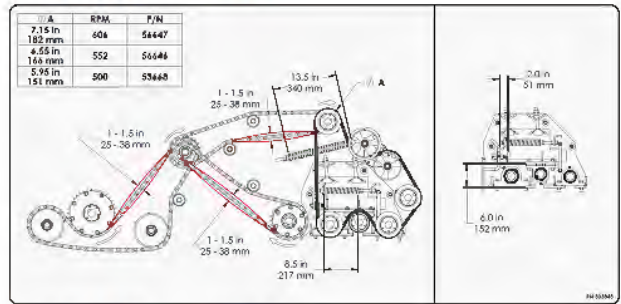 ∅ A RPM P/N
7.15 in
182 mm 606 56647
6.55 in
166 mm 552 56646
5.95 in
151 mm 500 53668
13.5 in
340 mm
∅ A
1 - 1.5 in
25 - 38 mm
1 - 1.5 in
25 - 38 mm
1 - 1.5 in
25 - 38 mm
8.5 in
217 mm
2.0 in
51 mm
6.0 in
152 mm